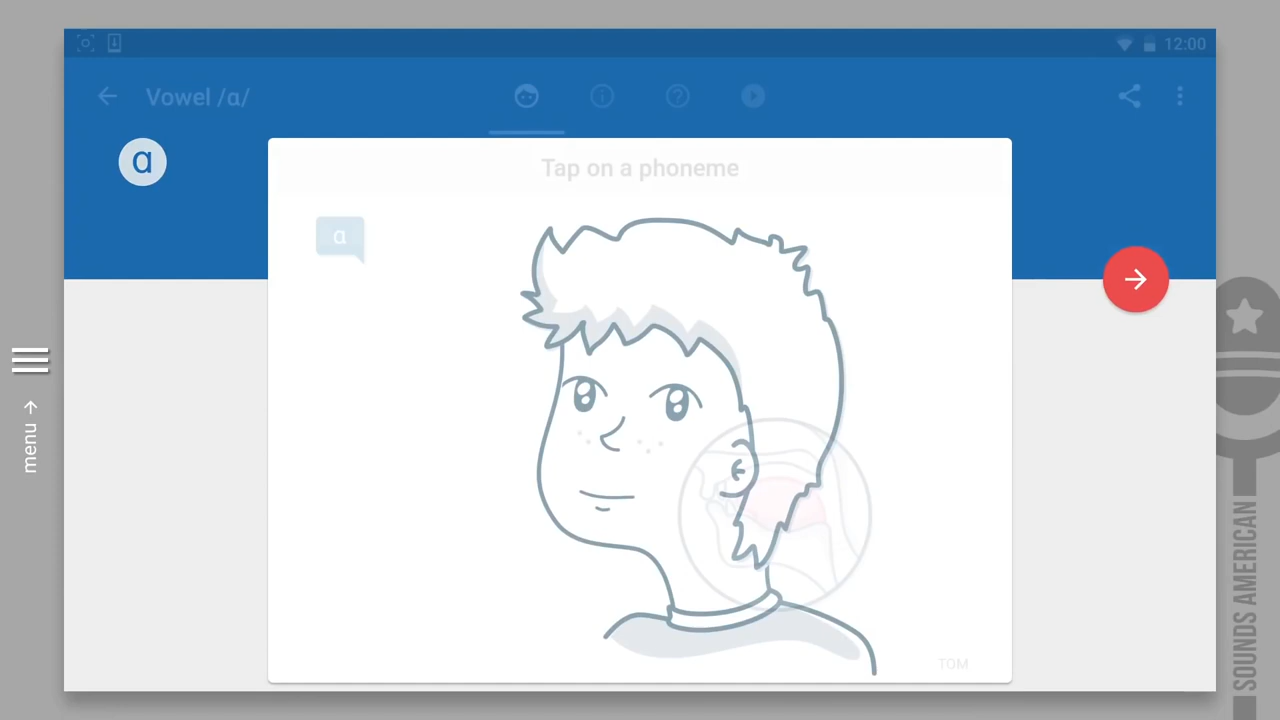 12:00
Vowel /ɑ/
ɑ
Tap on a phoneme
ɑ
menu →
TOM
SOUNDS AMERICAN